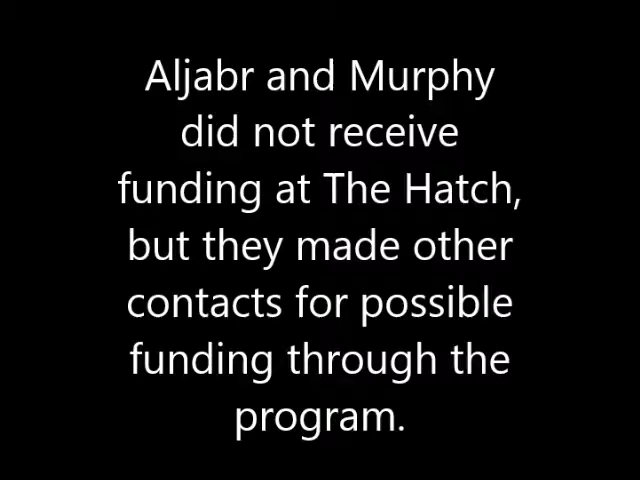 Aljabr and Murphy
did not receive
funding at The Hatch,
but they made other
contacts for possible
funding through the
program.